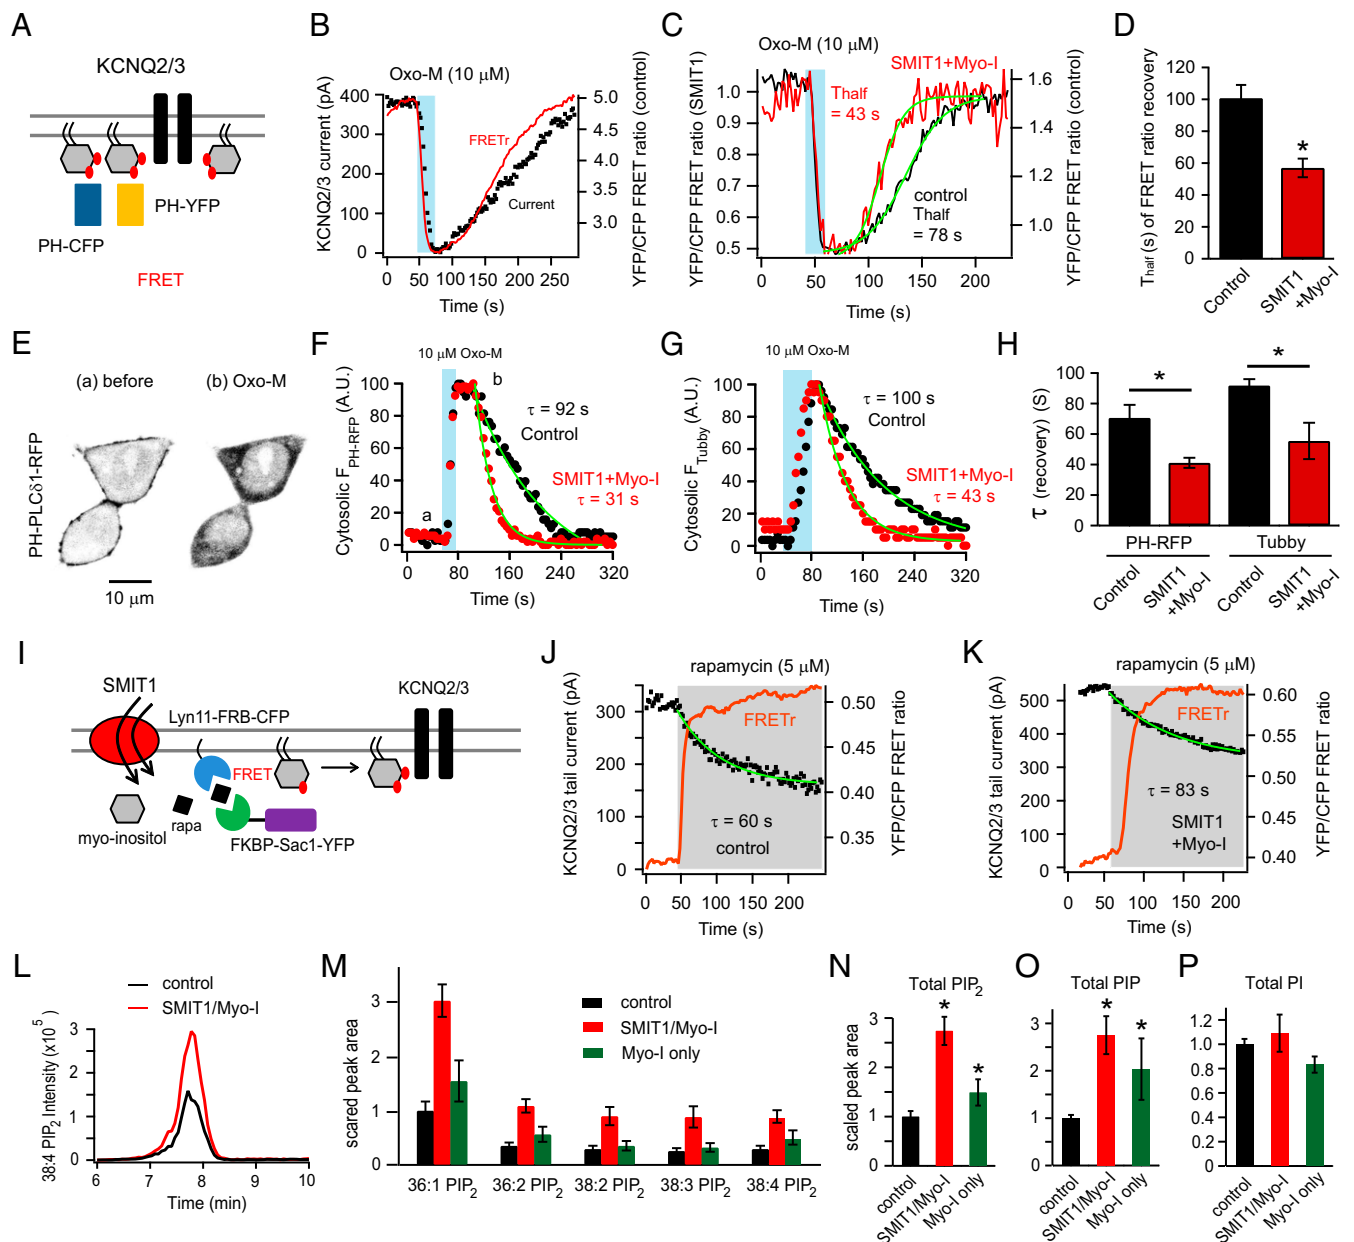 A
KCNQ2/3
PH-YFP
PH-CFP
FRET
B
Oxo-M (10 μM)
KCNQ2/3 current (pA)
400
300
200
100
0
FRETr
Current
5.0
4.5
4.0
3.5
3.0
YFP/CFP FRET ratio (control)
0 50 100 150 200 250
Time (s)
C
Oxo-M (10 μM)
SMIT1+Myo-I
YFP/CFP FRET ratio (SMIT1)
1.0
0.9
0.8
0.7
0.6
0.5
Thalf
= 43 s
control
Thalf
= 78 s
1.6
1.4
1.2
1.0
YFP/CFP FRET ratio (control)
0 50 100 150 200
Time (s)
D
THalf (s) of FRET ratio recovery
120
100
80
60
40
20
0
*
Control
SMIT1
+Myo-I
E
(a) before
(b) Oxo-M
PH-PLCδ1-RFP
10 μm
F
10 μM Oxo-M
Cytosolic FPH-RFP (A.U.)
100
80
60
40
20
0
a
b
τ = 92 s
Control
SMIT1+Myo-I
τ = 31 s
0 80 160 240 320
Time (s)
G
10 μM Oxo-M
Cytosolic FTubby (A.U.)
100
80
60
40
20
0
τ = 100 s
Control
SMIT1+Myo-I
τ = 43 s
0 80 160 240 320
Time (s)
H
τ (recovery) (S)
100
80
60
40
20
0
*
*
PH-RFP
Tubby
Control
SMIT1
+Myo-I
Control
SMIT1
+Myo-I
I
SMIT1
Lyn11-FRB-CFP
KCNQ2/3
FRET
myo-inositol
rapa
FKBP-Sac1-YFP
J
rapamycin (5 μM)
KCNQ2/3 tail current (pA)
300
200
150
100
0
FRETr
τ = 60 s
control
0.50
0.45
0.40
0.35
YFP/CFP FRET ratio
0 50 100 150 200
Time (s)
K
rapamycin (5 μM)
KCNQ2/3 tail current (pA)
500
400
300
200
100
0
FRETr
τ = 83 s
SMIT1
+Myo-I
0.60
0.55
0.50
0.45
0.40
YFP/CFP FRET ratio
0 50 100 150 200
Time (s)
L
control
SMIT1/Myo-I
38:4 PIP2 Intensity (x10 5)
3
2
1
0
6 7 8 9 10
Time (min)
M
scared peak area
3
2
1
0
control
SMIT1/Myo-I
Myo-I only
36:1 PIP2 36:2 PIP2 38:2 PIP2 38:3 PIP2 38:4 PIP2
N
Total PIP2
scaled peak area
3
2
1
0
*
*
control
SMIT1/Myo-I
Myo-I only
O
Total PIP
3
2
1
0
*
*
control
SMIT1/Myo-I
Myo-I only
P
Total PI
1.2
1.0
0.8
0.6
0.4
0.2
0
control
SMIT1/Myo-I
Myo-I only